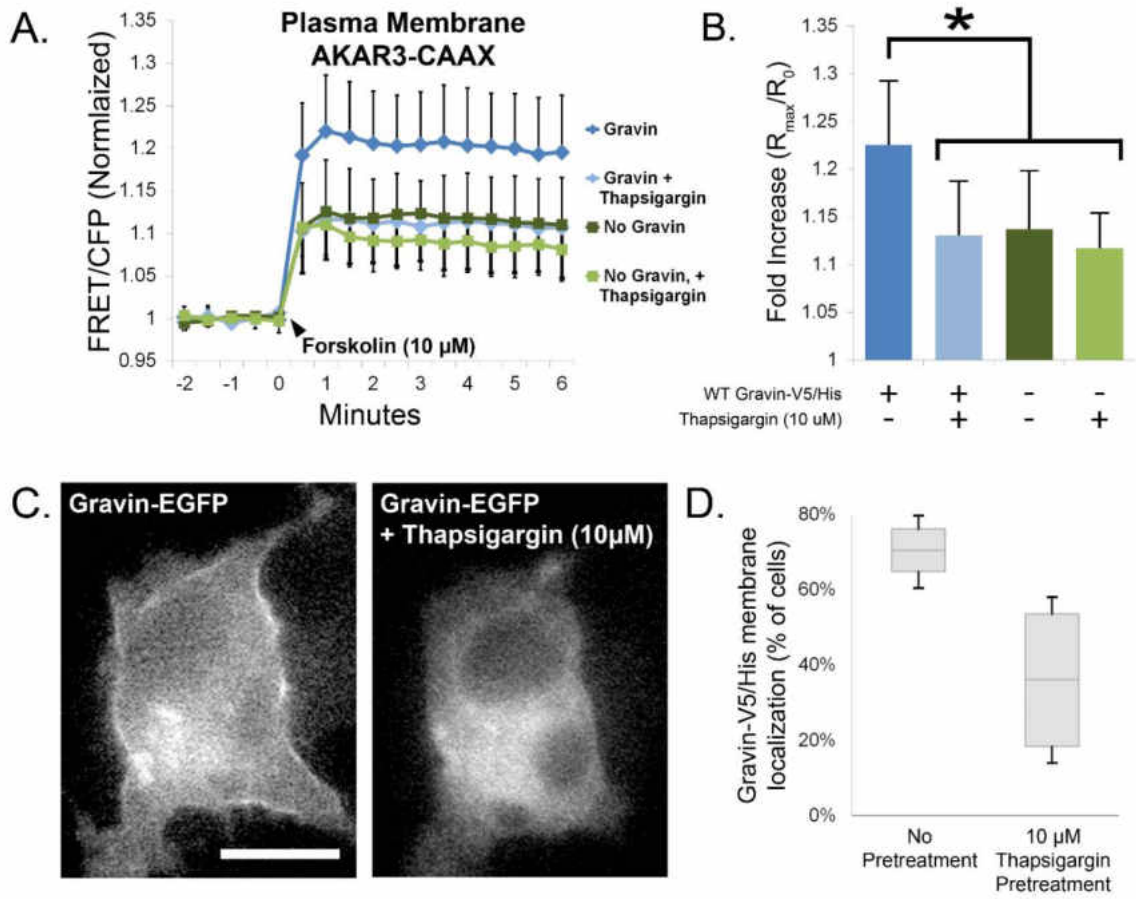 A.
Plasma Membrane
AKAR3-CAAX
FRET/CFP (Normlaized)
1.35
1.3
1.25
1.2
1.15
1.1
1.05
1
0.95
Gravin
Gravin +
Thapsigargin
No Gravin
No Gravin, +
Thapsigargin
Forskolin (10 µM)
-2
-1
0
1
2
3
4
5
6
Minutes
B.
*
Fold Increase (Rmax/R0)
1.35
1.3
1.25
1.2
1.15
1.1
1.05
1
WT Gravin-V5/His + + - -
Thapsigargin (10 uM) - + - +
C.
Gravin-EGFP
Gravin-EGFP
+ Thapsigargin (10µM)
D.
Gravin-V5/His membrane
localization (% of cells)
80%
60%
40%
20%
0%
No
Pretreatment
10 µM
Thapsigargin
Pretreatment